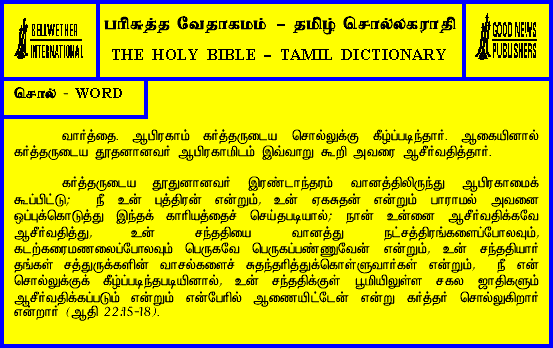 BELLWETHER
INTERNATIONAL
பரிசுத்த வேதாகமம் – தமிழ் சொல்லகராதி
THE HOLY BIBLE – TAMIL DICTIONARY
GOOD NEWS
PUBLISHERS
சொல் - WORD
வார்த்தை. ஆபிரகாம் கர்த்தருடைய சொல்லுக்கு கீழ்ப்படிந்தார். ஆகையினால்
கர்த்தருடைய தூதனானவர் ஆபிரகாமிடம் இவ்வாறு கூறி அவரை ஆசீர்வதித்தார்.
கர்த்தருடைய தூதுனானவர் இரண்டாந்தரம் வானத்திலிருந்து ஆபிரகாமைக்
கூப்பிட்டு; நீ உன் புத்திரன் என்றும், உன் ஏகசுதன் என்றும் பாராமல் அவனை
ஒப்புக்கொடுத்து இந்தக் காரியத்தைச் செய்தபடியால்; நான் உன்னை ஆசீர்வதிக்கவே
ஆசீர்வதித்து, உன் சந்ததியை வானத்து நட்சத்திரங்களைப்போலவும்,
கடற்கரைமணலைப்போலவும் பெருகவே பெருகப்பண்ணுவேன் என்றும், உன் சந்ததியார்
தங்கள் சத்துருக்களின் வாசல்களைச் சுதந்தரித்துக்கொள்ளுவார்கள் என்றும், நீ என்
சொல்லுக்குக் கீழ்ப்படிந்தபடியினால், உன் சந்ததிக்குள் பூமியிலுள்ள சகல ஜாதிகளும்
ஆசீர்வதிக்கப்படும் என்றும் என்பேரில் ஆணையிட்டேன் என்று கர்த்தர் சொல்லுகிறார்
என்றார் (ஆதி 22:15-18).